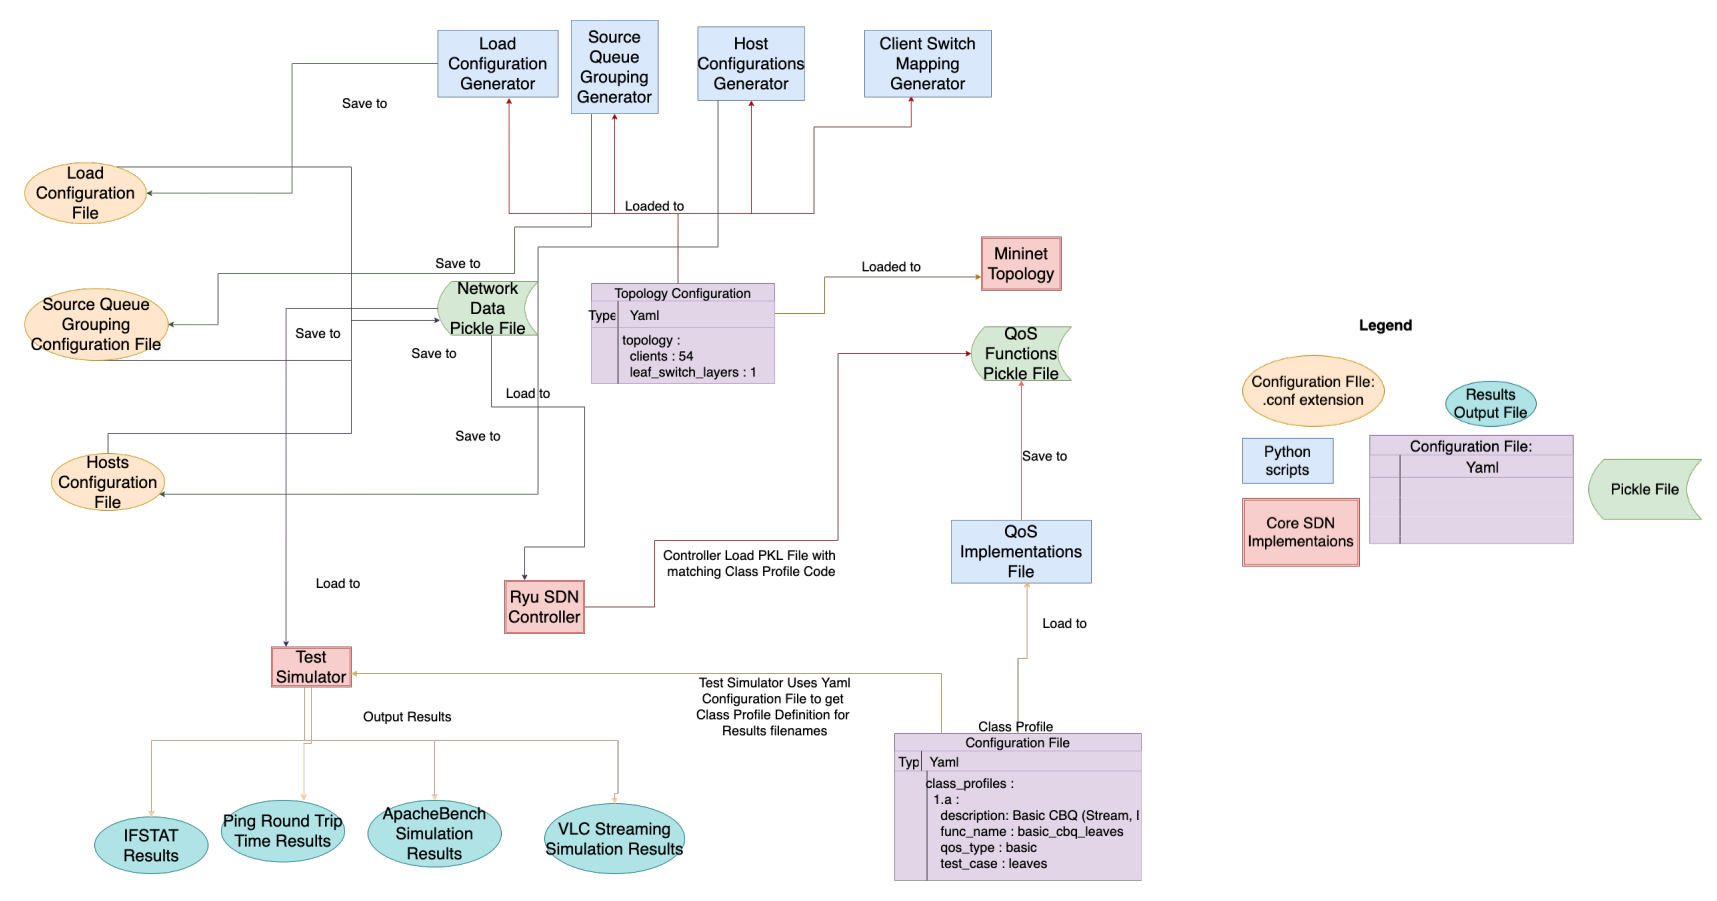 Load
Configuration
Generator
Source
Queue
Grouping
Generator
Host
Configurations
Generator
Client Switch
Mapping
Generator
Save to
Load
Configuration
File
Loaded to
Save to
Mininet
Topology
Loaded to
Network
Data
Pickle File
Topology Configuration
Type
Yaml
topology :
clients : 54
leaf_switch_layers : 1
Source Queue
Grouping
Configuration File
Save to
Save to
QoS
Functions
Pickle File
Load to
Save to
Hosts
Configuration
File
Save to
QoS
Implementations
File
Controller Load PKL File with
matching Class Profile Code
Load to
Ryu SDN
Controller
Load to
Test
Simulator
Test Simulator Uses Yaml
Configuration File to get
Class Profile Definition for
Results filenames
Output Results
Class Profile
Configuration File
Typ
Yaml
class_profiles :
1.a :
description: Basic CBQ (Stream, I
func_name : basic_cbq_leaves
qos_type : basic
test_case : leaves
IFSTAT
Results
Ping Round Trip
Time Results
ApacheBench
Simulation
Results
VLC Streaming
Simulation Results
Legend
Configuration FIle:
.conf extension
Results
Output File
Python
scripts
Configuration File:
Yaml
Pickle File
Core SDN
Implementaions